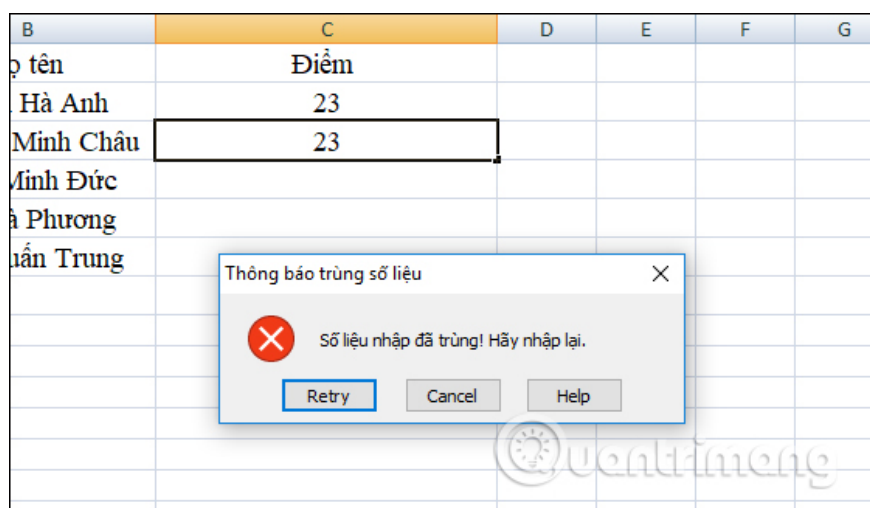 B C D E F G
ọ tên Điểm
Hà Anh 23
Minh Châu 23
Minh Đức
à Phương
uấn Trung
Thông báo trùng số liệu
Số liệu nhập đã trùng! Hãy nhập lại.
Retry Cancel Help
Quantrimang